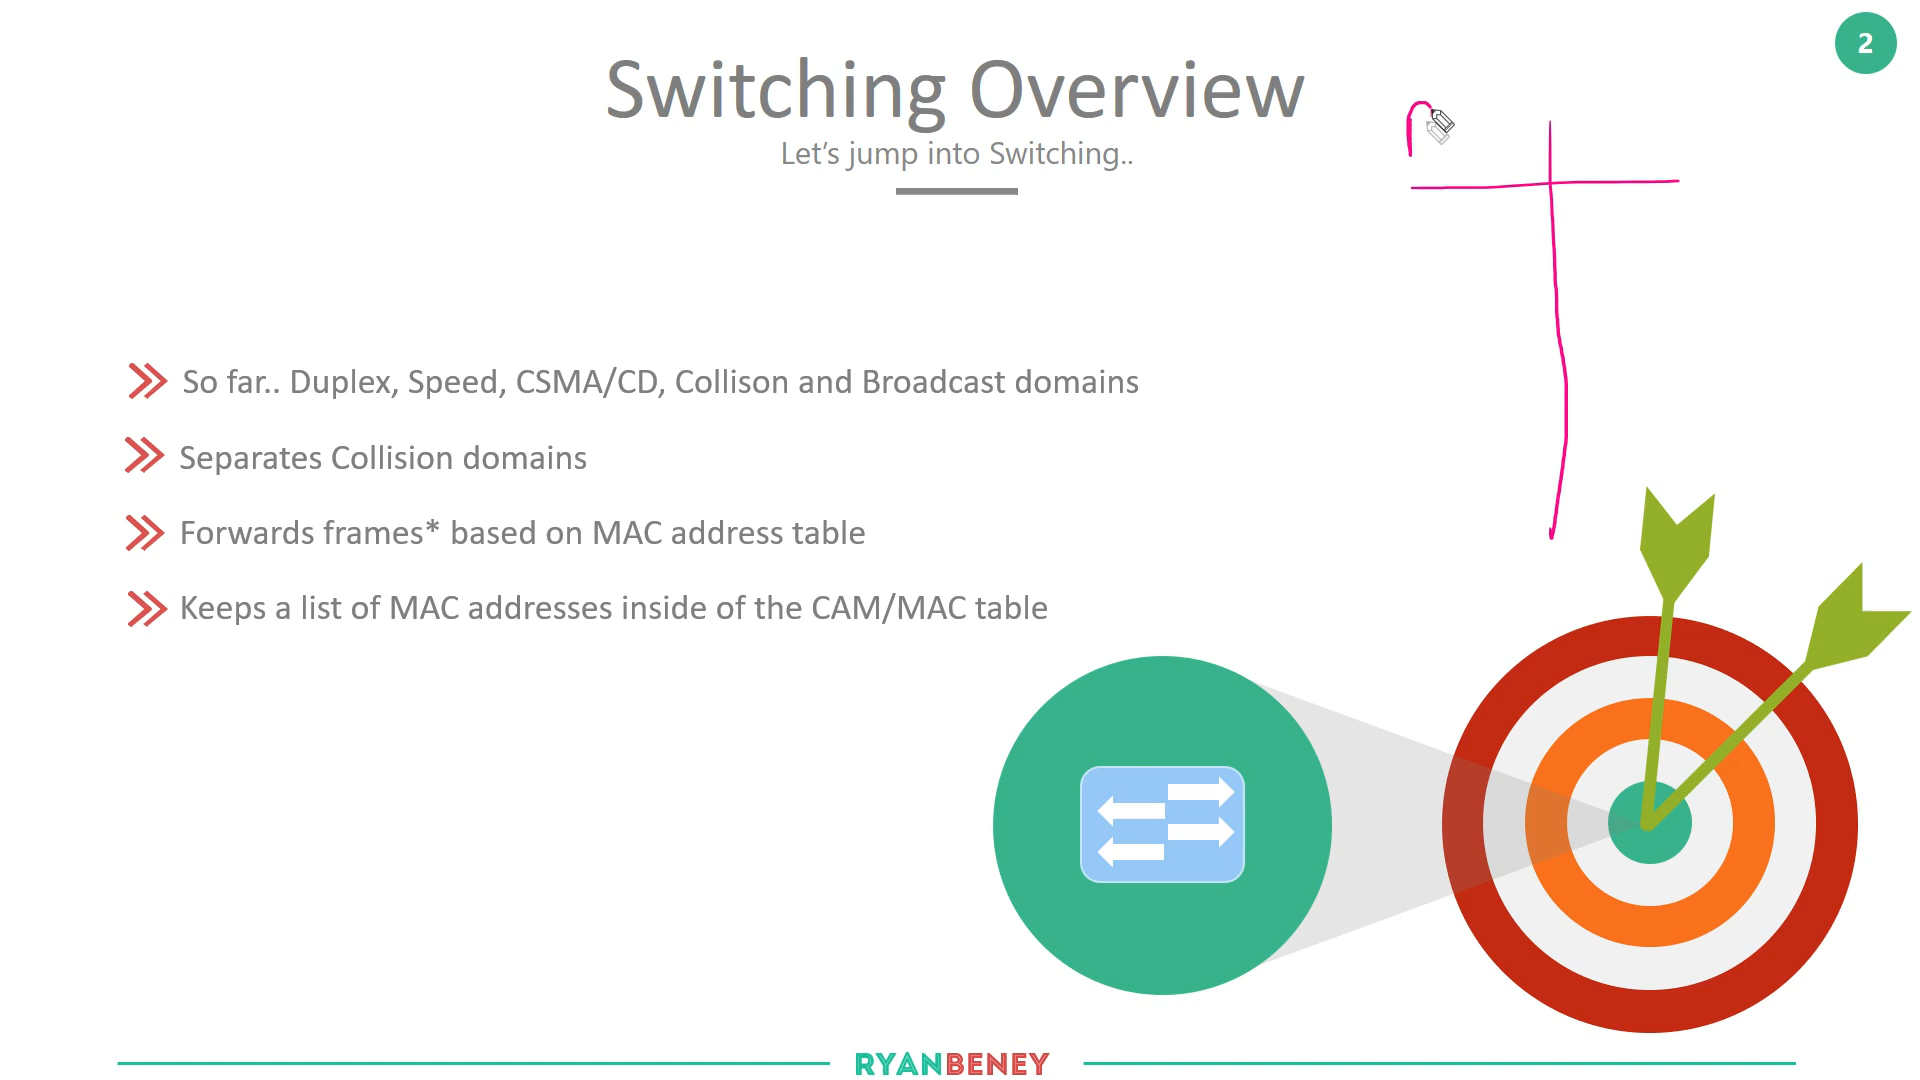 2
Switching Overview
Let's jump into Switching..
So far.. Duplex, Speed, CSMA/CD, Collison and Broadcast domains
Separates Collision domains
Forwards frames* based on MAC address table
Keeps a list of MAC addresses inside of the CAM/MAC table
RYANBENEY